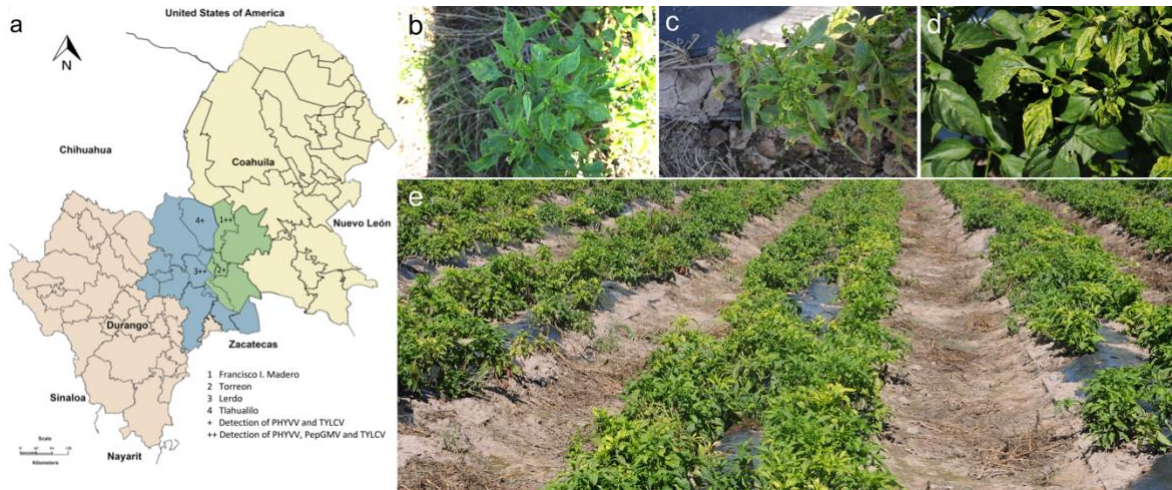 a
United States of America
N
Chihuahua
Coahuila
Nuevo León
4+
1++
3++
2+
Durango
Zacatecas
Sinaloa
Nayarit
1 Francisco I. Madero
2 Torreon
3 Lerdo
4 Tlahualilo
+ Detection of PHYVV and TYLCV
++ Detection of PHYVV, PepGMV and TYLCV
Scale
Kilometers
b
c
d
e